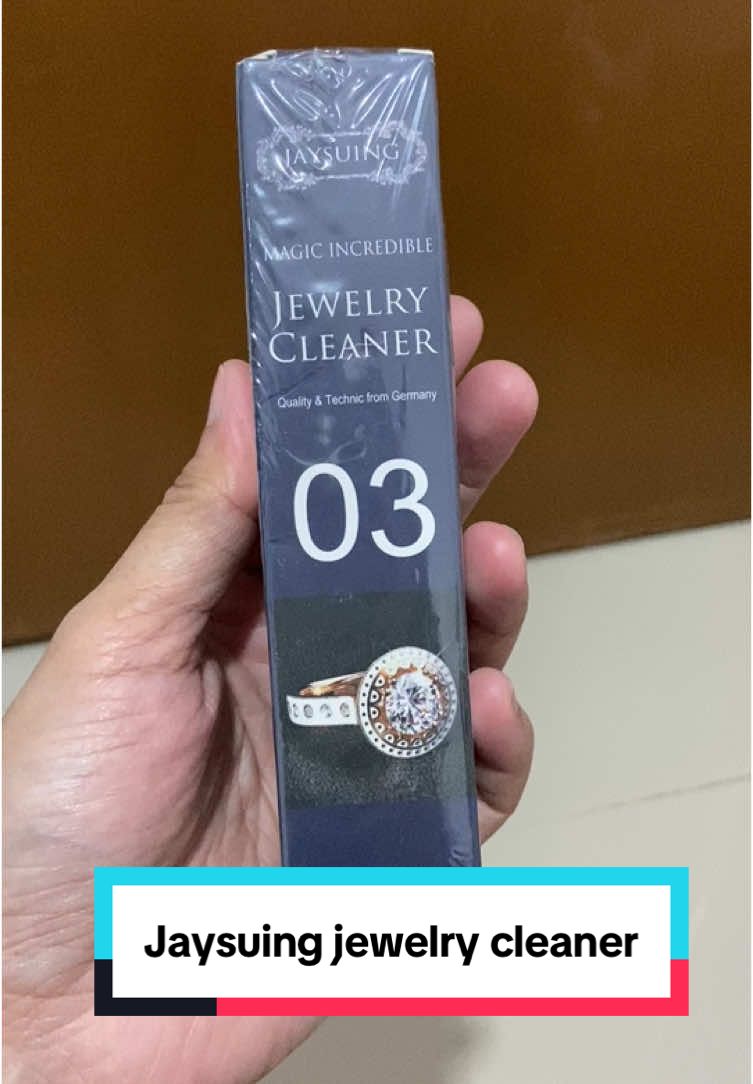 JAYSUING
MAGIC INCREDIBLE
JEWELRY
CLEANER
Quality & Technic from Germany
03
Jaysuing jewelry cleaner